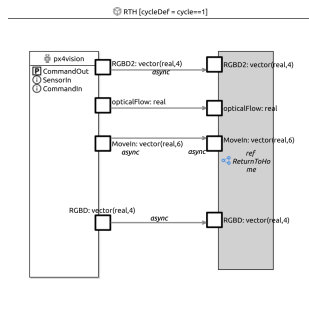 RTH [cycleDef = cycle==1]
px4vision
P CommandOut
i SensorIn
i CommandIn
RGBD2: vector(real,4)
async
RGBD2: vector(real,4)
opticalFlow: real
opticalFlow: real
MoveIn: vector(real,6)
async
async
MoveIn: vector(real,6)
ref
ReturnToHo
me
RGBD: vector(real,4)
async
RGBD: vector(real,4)